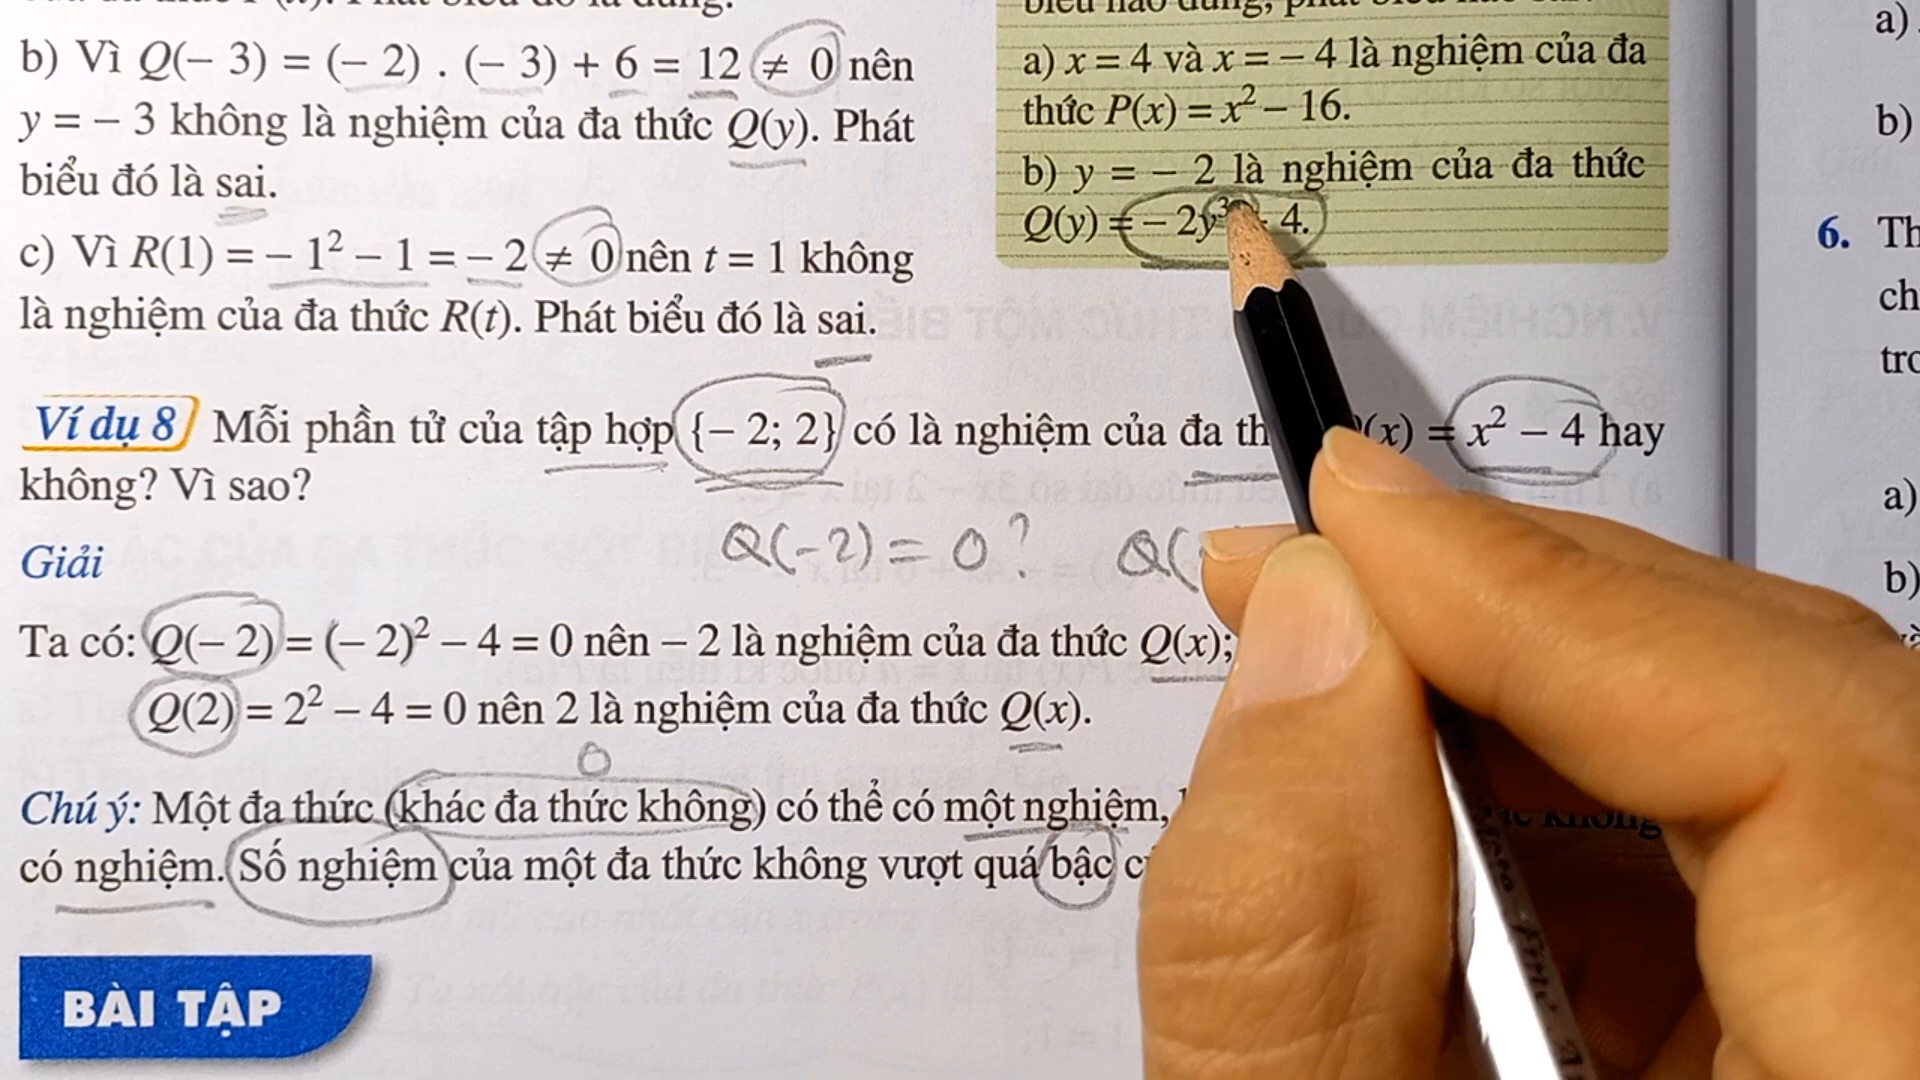 b) Vì Q(– 3) = (– 2) . (– 3) + 6 = 12 ≠ 0 nên
y = – 3 không là nghiệm của đa thức Q(y). Phát
biểu đó là sai.
c) Vì R(1) = – 1² – 1 = – 2 ≠ 0 nên t = 1 không
là nghiệm của đa thức R(t). Phát biểu đó là sai.
a) x = 4 và x = – 4 là nghiệm của đa
thức P(x) = x² – 16.
b) y = – 2 là nghiệm của đa thức
Q(y) = – 2y³ 4.
Ví dụ 8 Mỗi phần tử của tập hợp {– 2; 2} có là nghiệm của đa (x) = x² – 4 hay
không? Vì sao?
Q(-2) = 0 ? Q(
Giải
Ta có: Q(– 2) = (– 2)² – 4 = 0 nên – 2 là nghiệm của đa thức Q(x);
Q(2) = 2² – 4 = 0 nên 2 là nghiệm của đa thức Q(x).
0
Chú ý: Một đa thức (khác đa thức không) có thể có một nghiệm,
có nghiệm. Số nghiệm của một đa thức không vượt quá bậc
BÀI TẬP
a)
b)
6. Th
ch
trc
a)
b)